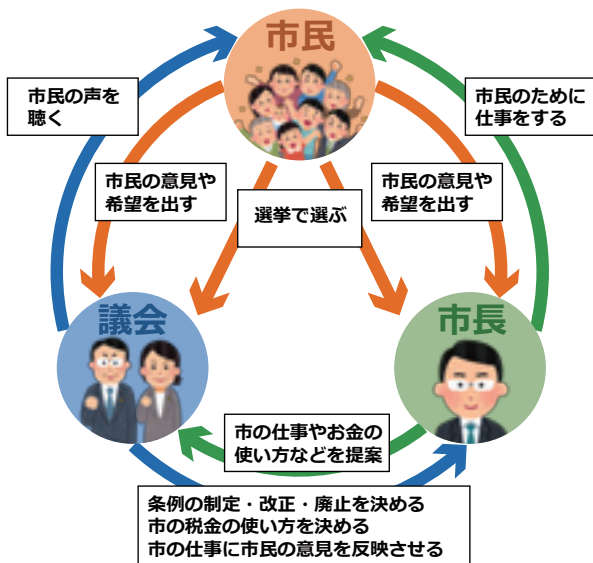 市民
市民の声を
聴く
市民のために
仕事をする
市民の意見や
希望を出す
選挙で選ぶ
市民の意見や
希望を出す
議会
市長
市の仕事やお金の
使い方などを提案
条例の制定・改正・廃止を決める
市の税金の使い方を決める
市の仕事に市民の意見を反映させる